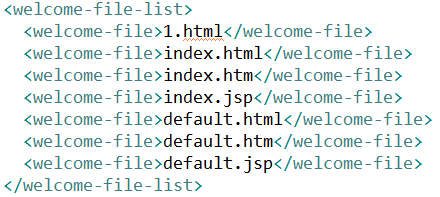 <welcome-file-list>
<welcome-file>1.html</welcome-file>
<welcome-file>index.html</welcome-file>
<welcome-file>index.htm</welcome-file>
<welcome-file>index.jsp</welcome-file>
<welcome-file>default.html</welcome-file>
<welcome-file>default.htm</welcome-file>
<welcome-file>default.jsp</welcome-file>
</welcome-file-list>